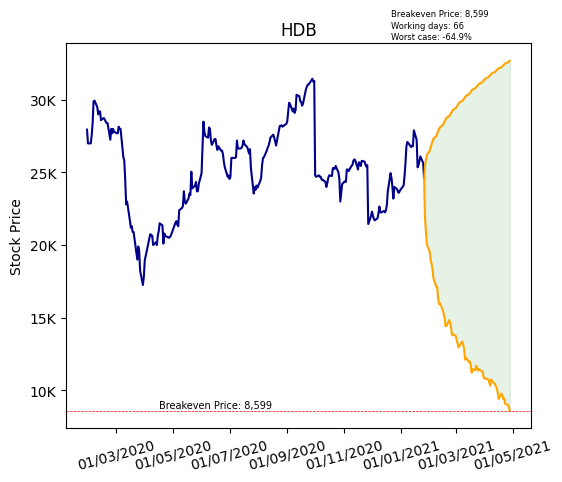 Breakeven Price: 8,599
Working days: 66
Worst case: -64.9%
HDB
Stock Price
30K
25K
20K
15K
10K
Breakeven Price: 8,599
01/03/2020
01/05/2020
01/07/2020
01/09/2020
01/11/2020
01/01/2021
01/03/2021
01/05/2021